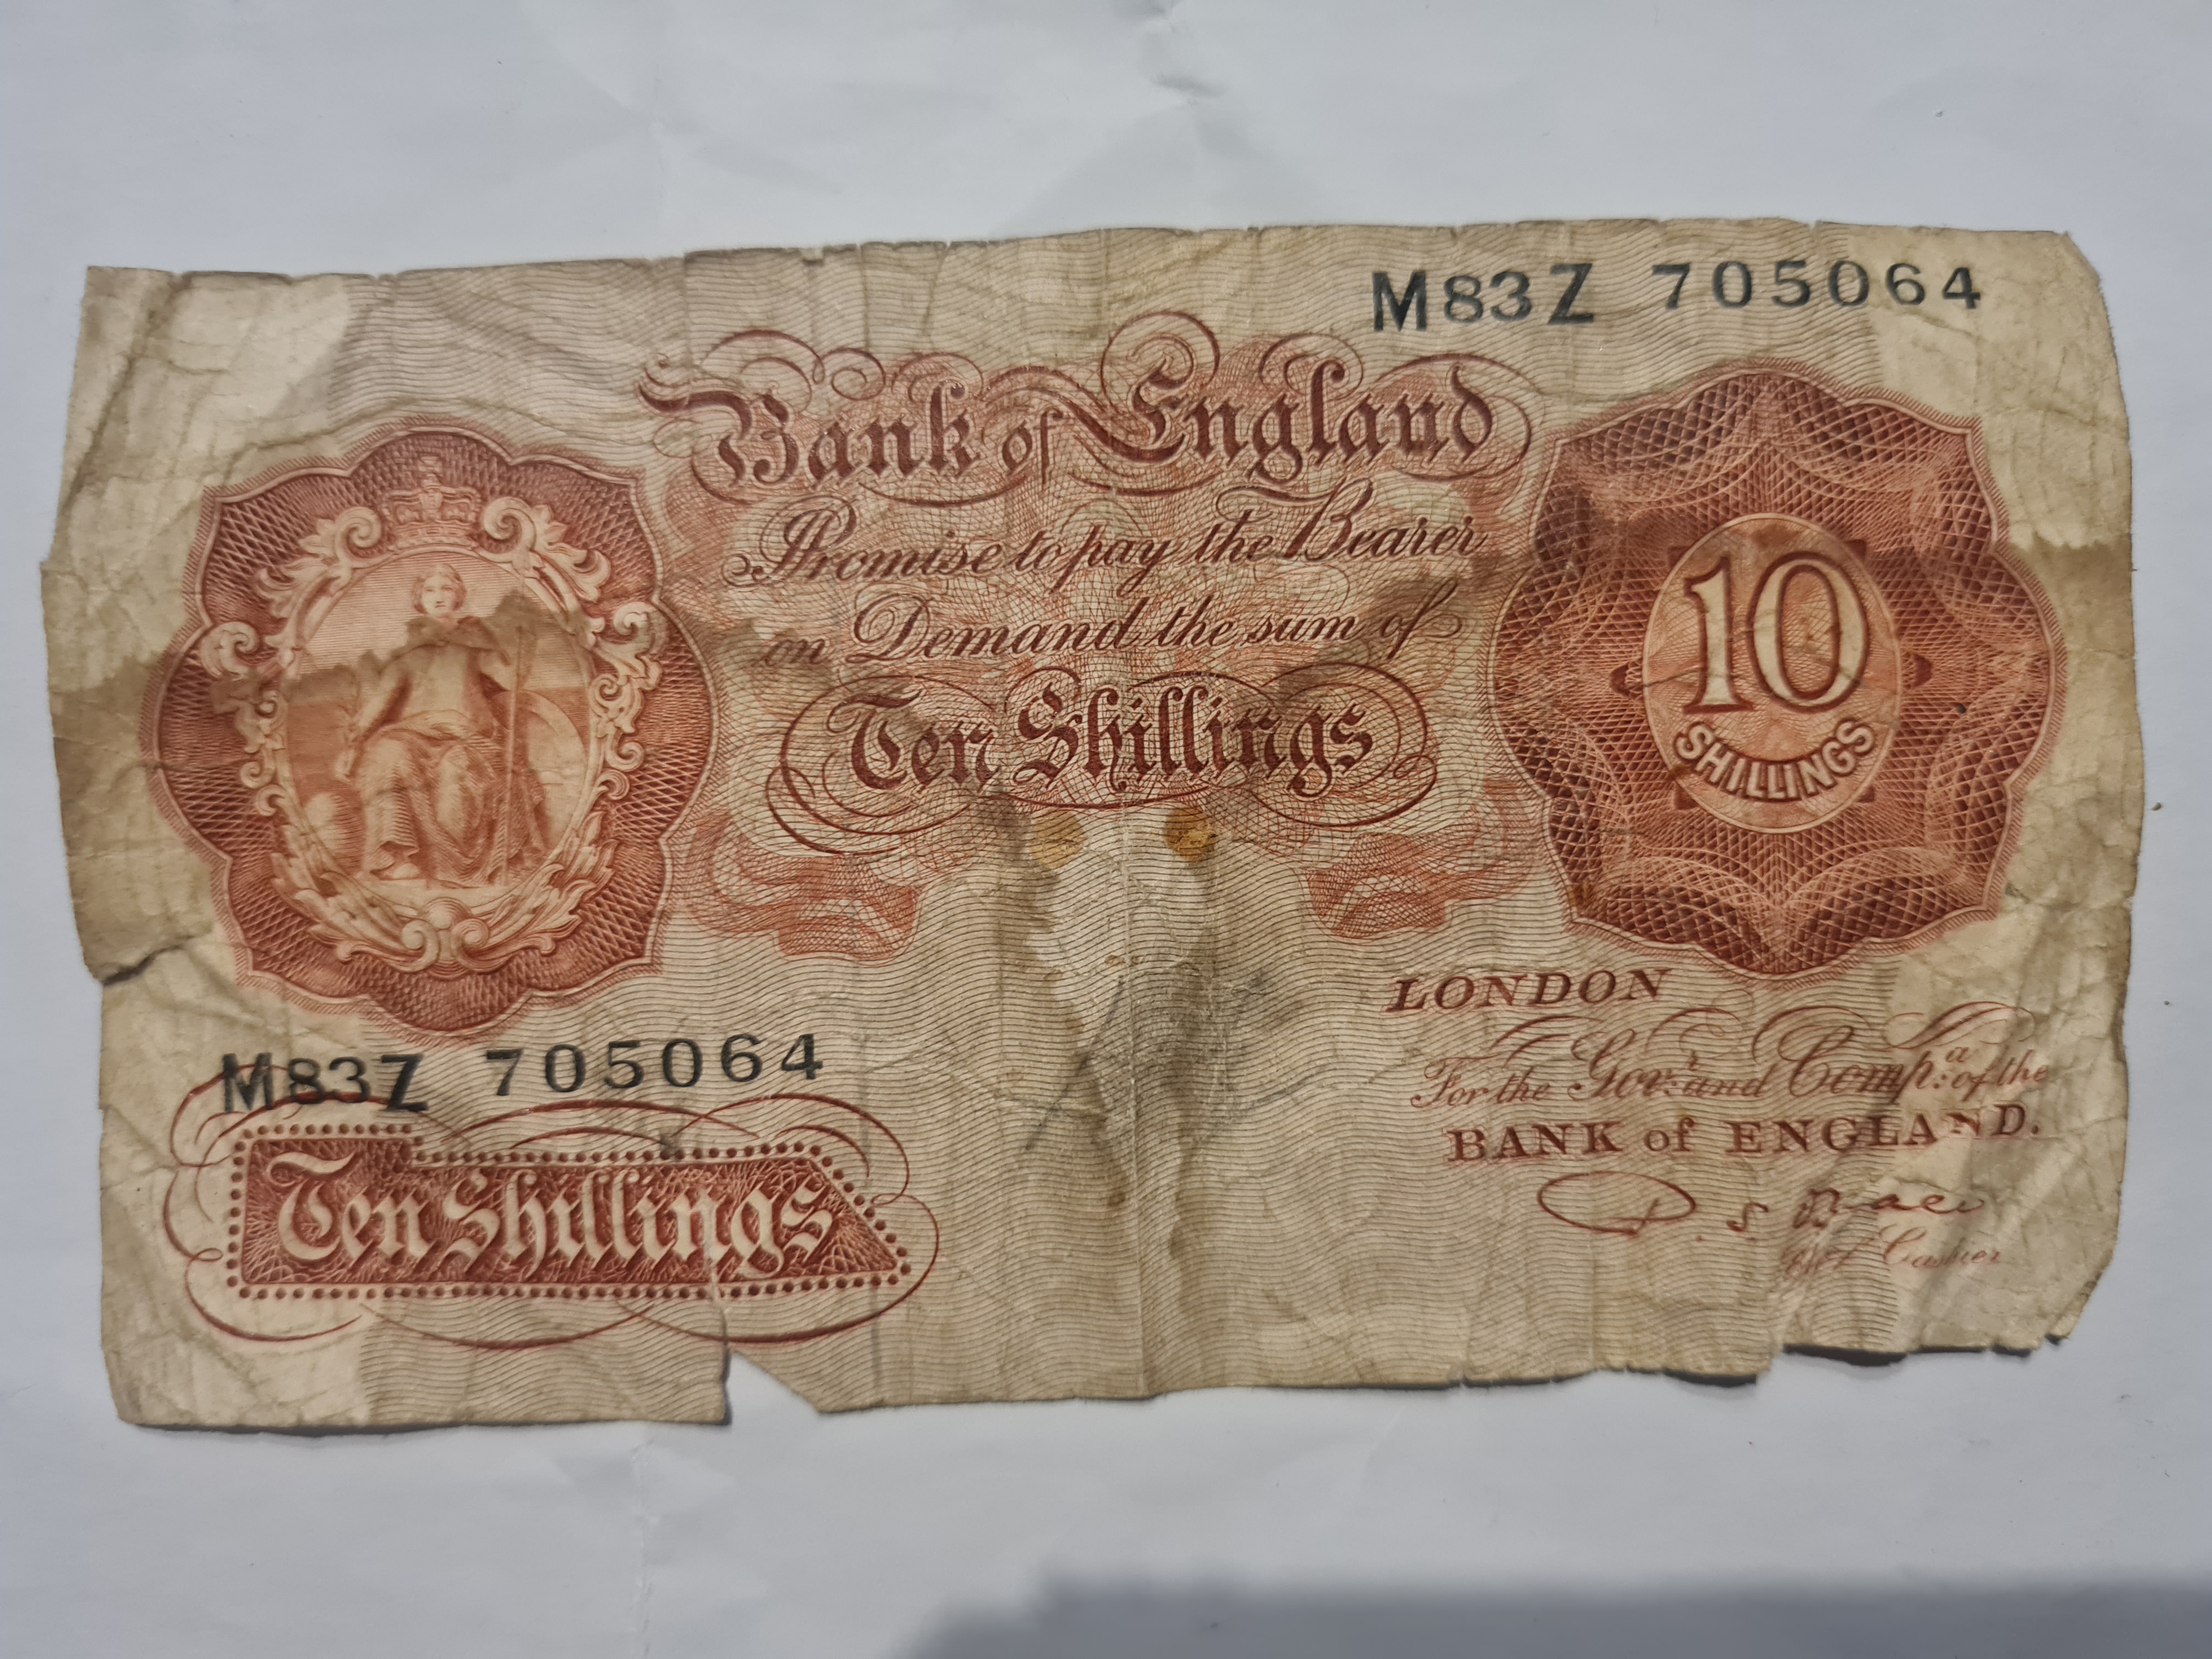 M83Z 705064
Bank of England
Promise to pay the Bearer
on Demand the sum of
Ten Shillings
10
SHILLINGS
LONDON
For the Govr. and Compa. of the
BANK of ENGLAND.
M83Z 705064
Ten Shillings
Cashier